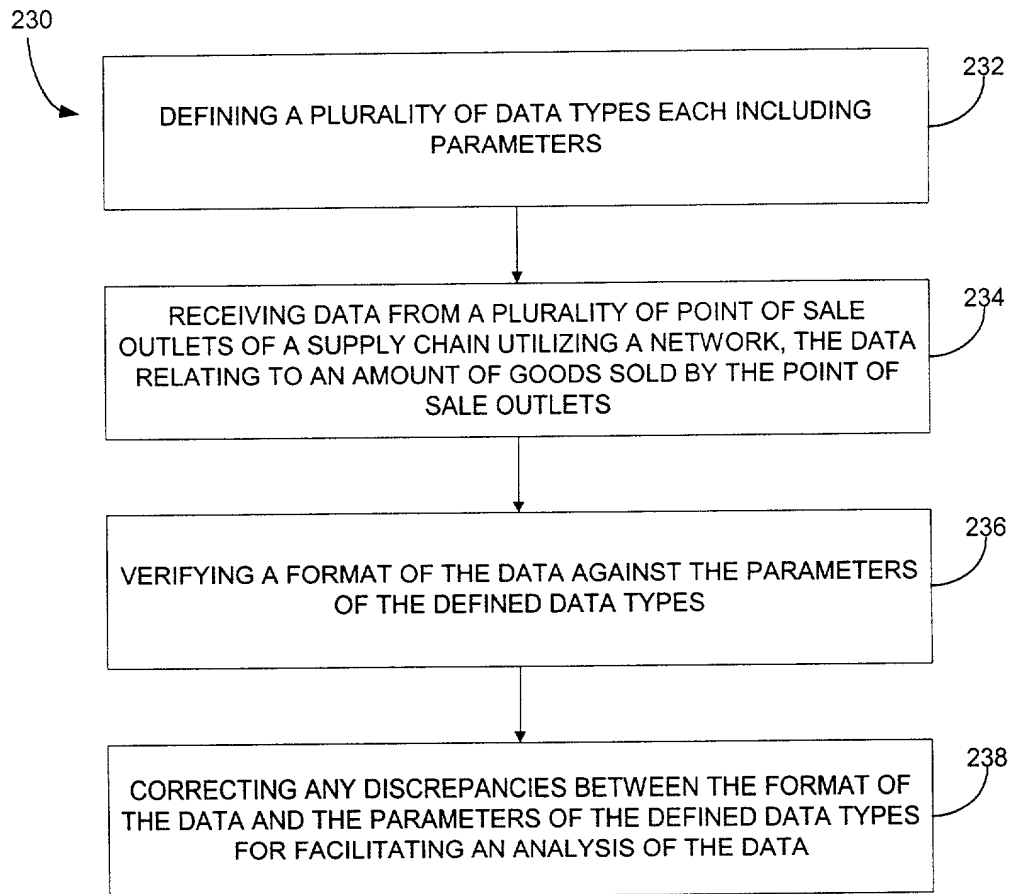 230
232
DEFINING A PLURALITY OF DATA TYPES EACH INCLUDING
PARAMETERS
234
RECEIVING DATA FROM A PLURALITY OF POINT OF SALE
OUTLETS OF A SUPPLY CHAIN UTILIZING A NETWORK, THE DATA
RELATING TO AN AMOUNT OF GOODS SOLD BY THE POINT OF
SALE OUTLETS
236
VERIFYING A FORMAT OF THE DATA AGAINST THE PARAMETERS
OF THE DEFINED DATA TYPES
238
CORRECTING ANY DISCREPANCIES BETWEEN THE FORMAT OF
THE DATA AND THE PARAMETERS OF THE DEFINED DATA TYPES
FOR FACILITATING AN ANALYSIS OF THE DATA